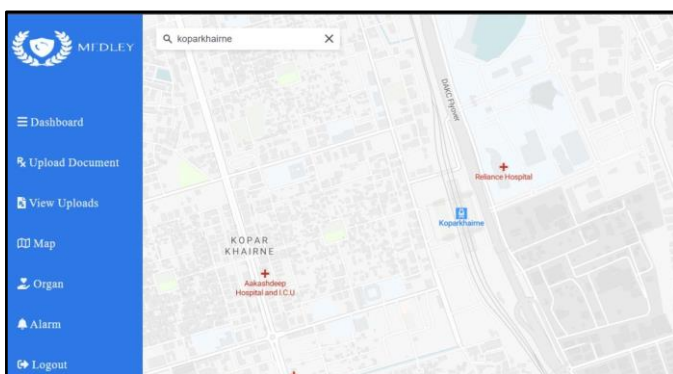 MEDLEY
koparkhairne
Dashboard
Upload Document
View Uploads
Map
Organ
Alarm
Logout
DAKC Flyover
Reliance Hospital
Koparkhairne
KOPAR
KHAIRNE
Aakashdeep
Hospital and I.C.U